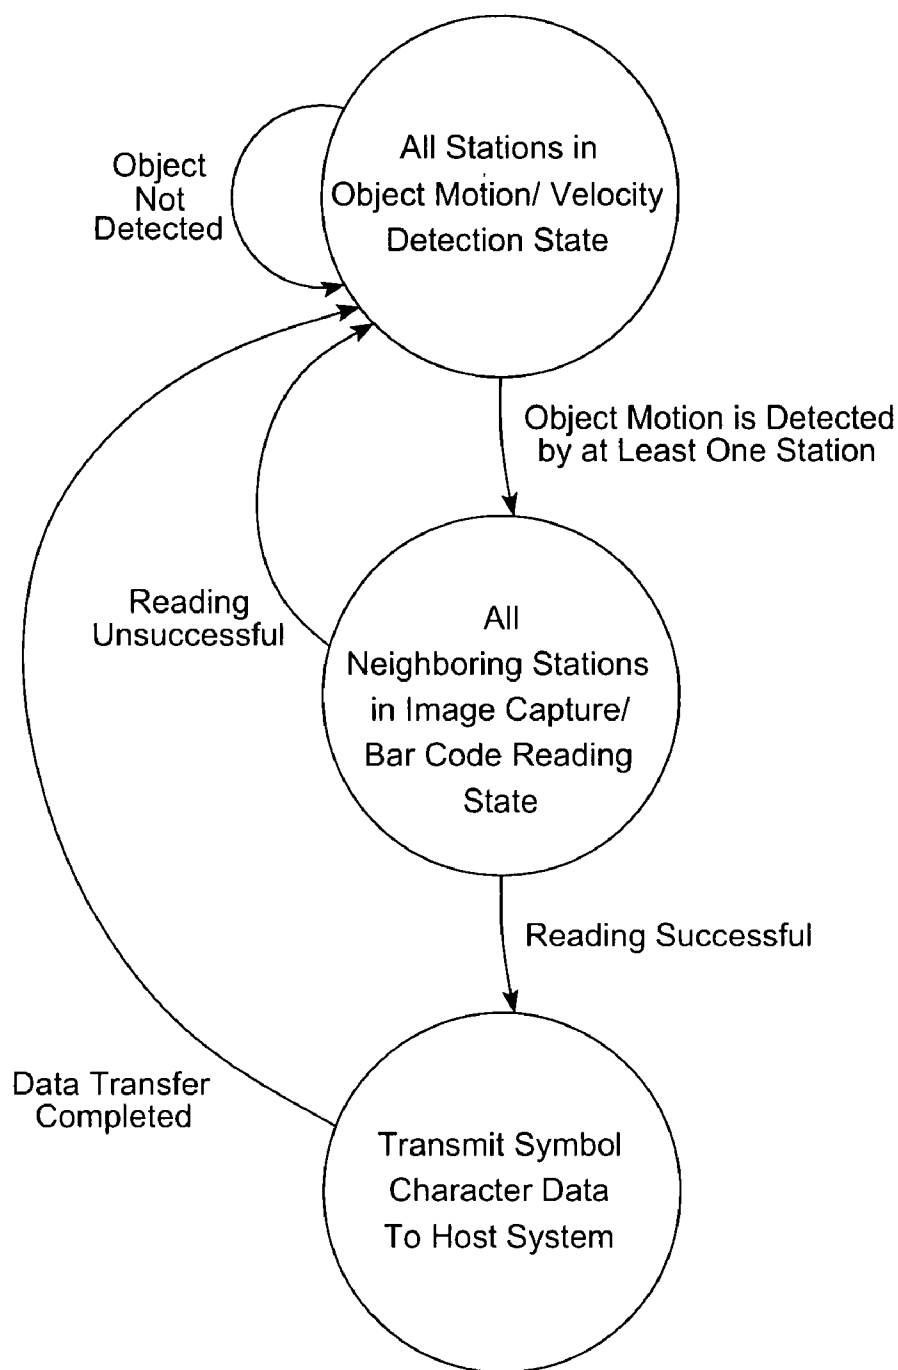 All Stations in
Object Motion/ Velocity
Detection State
Object
Not
Detected
Object Motion is Detected
by at Least One Station
Reading
Unsuccessful
All
Neighboring Stations
in Image Capture/
Bar Code Reading
State
Reading Successful
Data Transfer
Completed
Transmit Symbol
Character Data
To Host System